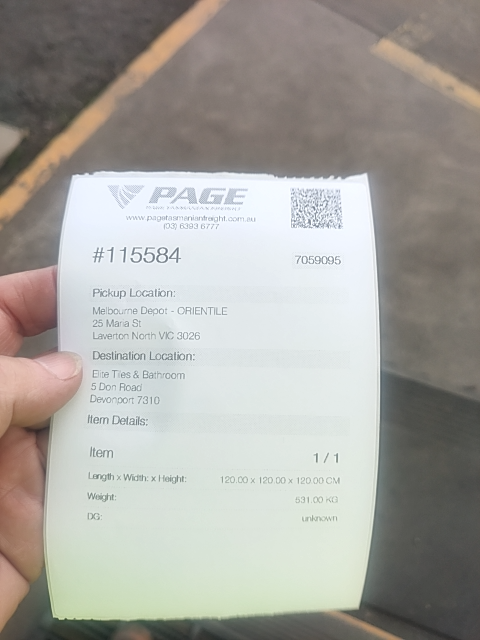 PAGE
www.pagetasmanianfreight.com.au
(03) 6393 6777
#115584
7059095
Pickup Location:
Melbourne Depot - ORIENTILE
25 Maria St
Laverton North VIC 3026
Destination Location:
Elite Tiles & Bathroom
5 Don Road
Devonport 7310
Item Details:
Item 1 / 1
Length x Width: x Height: 120.00 x 120.00 x 120.00 CM
Weight: 531.00 KG
DG: unknown